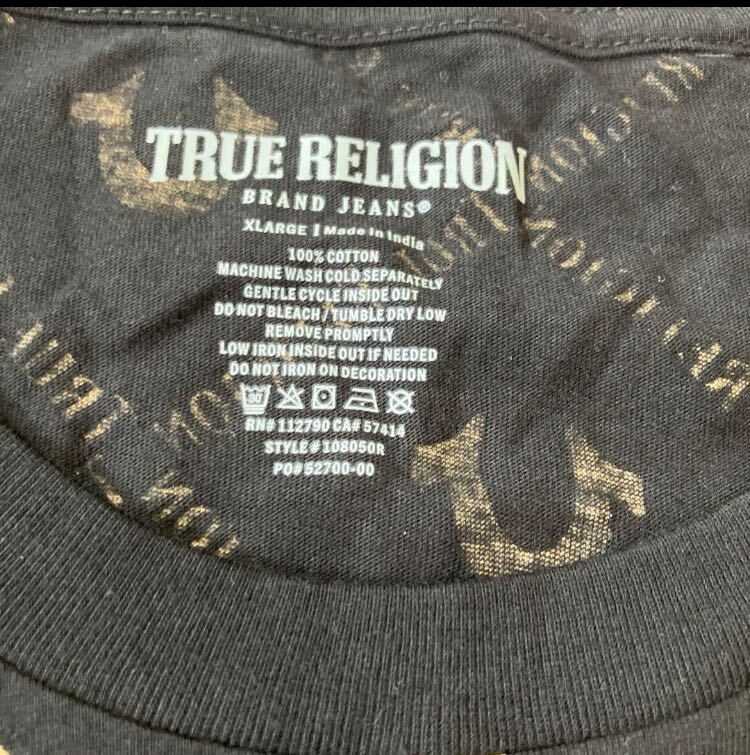 TRUE RELIGION
BRAND JEANS®
XLARGE | Made in India
100% COTTON
MACHINE WASH COLD SEPARATELY
GENTLE CYCLE INSIDE OUT
DO NOT BLEACH / TUMBLE DRY LOW
REMOVE PROMPTLY
LOW IRON INSIDE OUT IF NEEDED
DO NOT IRON ON DECORATION
30
RN# 112790 CA# 57414
STYLE# 108050R
PO# 52700-00